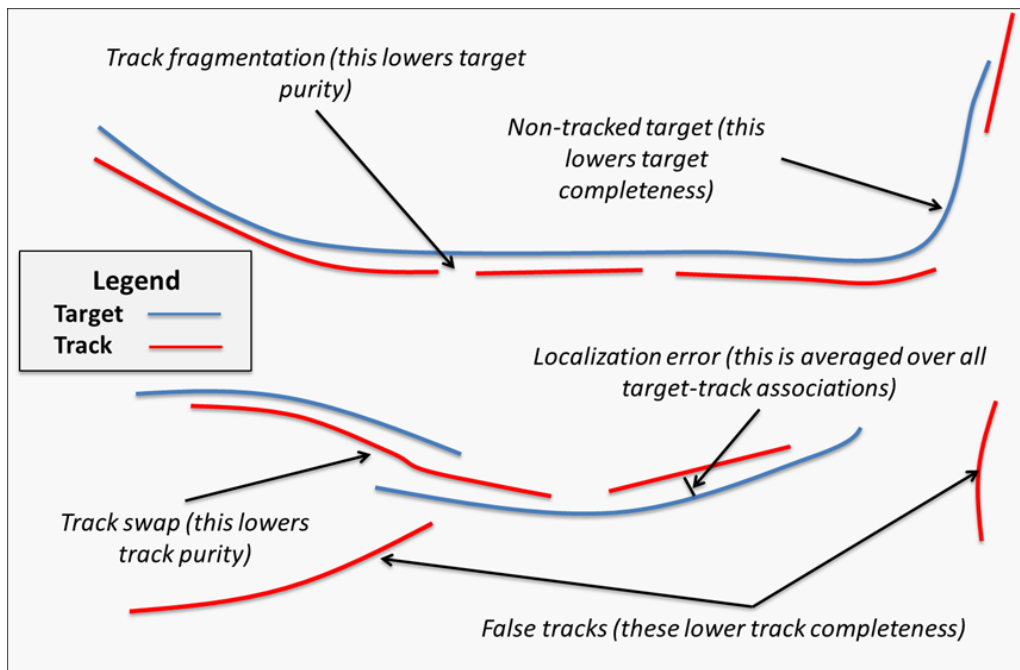 Track fragmentation (this lowers target
purity)
Non-tracked target (this
lowers target
completeness)
Legend
Target
Track
Localization error (this is averaged over all
target-track associations)
Track swap (this lowers
track purity)
False tracks (these lower track completeness)